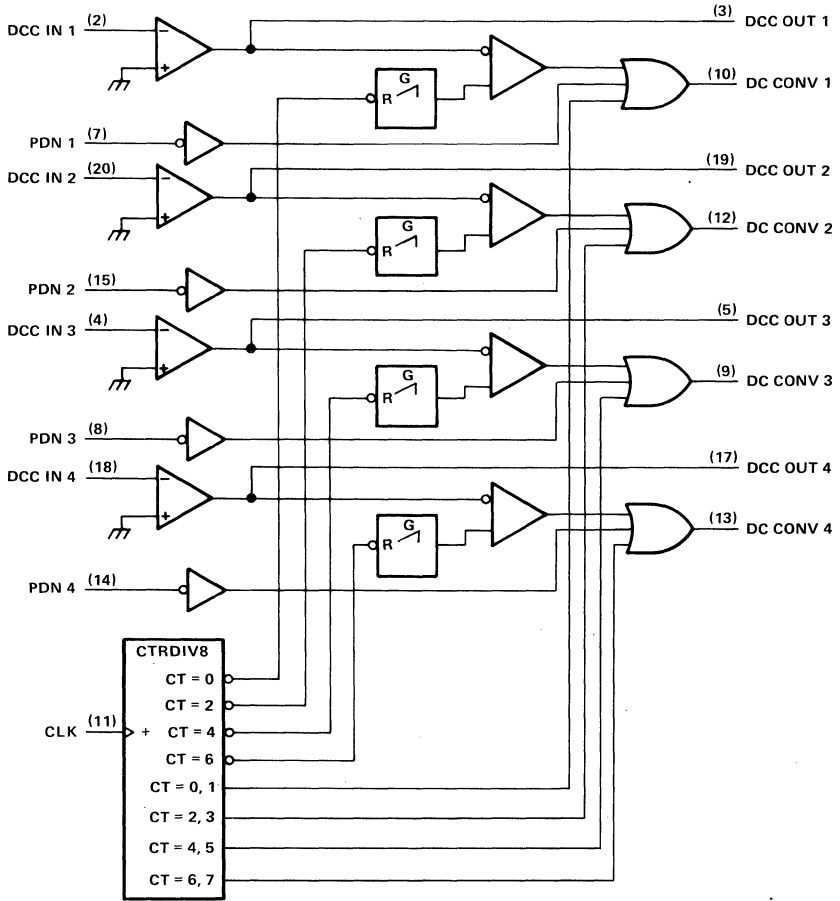 DCC IN 1 (2) − + (3) DCC OUT 1
G R (10) DC CONV 1
PDN 1 (7)
DCC IN 2 (20) − + (19) DCC OUT 2
G R (12) DC CONV 2
PDN 2 (15)
DCC IN 3 (4) − + (5) DCC OUT 3
G R (9) DC CONV 3
PDN 3 (8)
DCC IN 4 (18) − + (17) DCC OUT 4
G R (13) DC CONV 4
PDN 4 (14)
CTRDIV8
CT = 0
CT = 2
CLK (11) + CT = 4
CT = 6
CT = 0, 1
CT = 2, 3
CT = 4, 5
CT = 6, 7